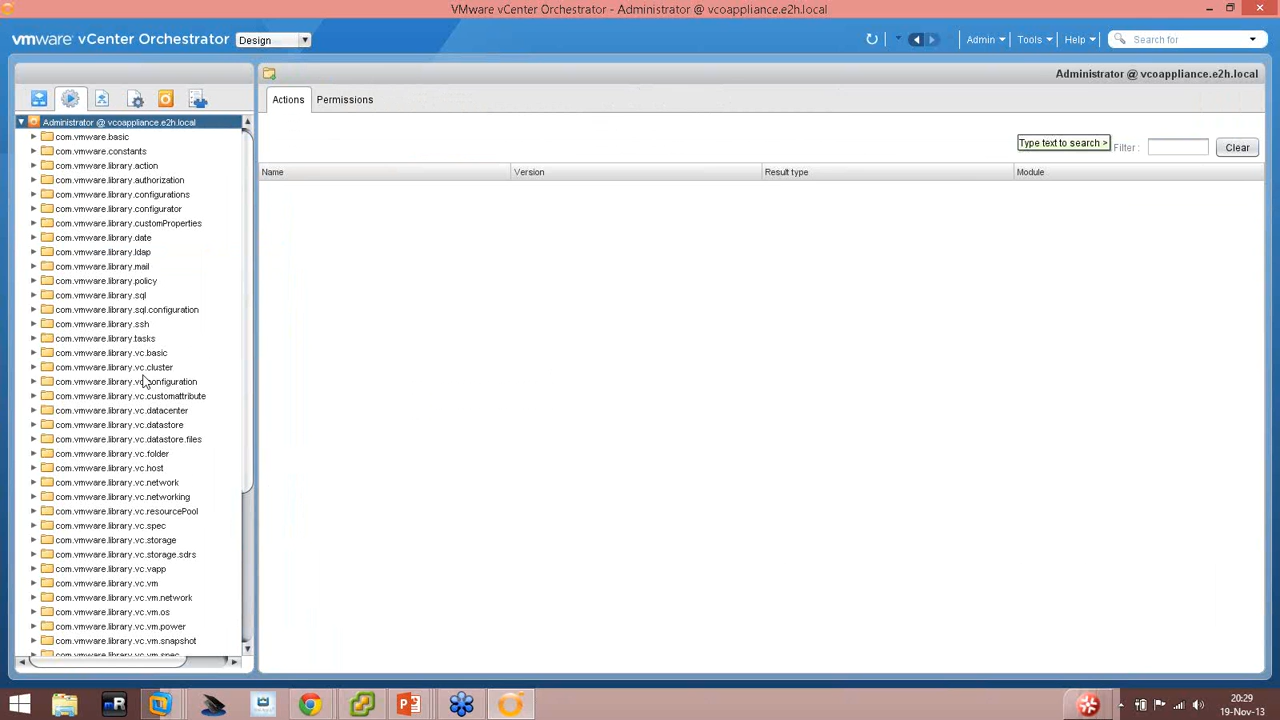 VMware vCenter Orchestrator - Administrator @ vcoappliance.e2h.local
vmware vCenter Orchestrator
Design
Admin
Tools
Help
Search for
Administrator @ vcoappliance.e2h.local
Actions
Permissions
Type text to search >
Filter :
Clear
Name
Version
Result type
Module
Administrator @ vcoappliance.e2h.local
com.vmware.basic
com.vmware.constants
com.vmware.library.action
com.vmware.library.authorization
com.vmware.library.configurations
com.vmware.library.configurator
com.vmware.library.customProperties
com.vmware.library.date
com.vmware.library.ldap
com.vmware.library.mail
com.vmware.library.policy
com.vmware.library.sql
com.vmware.library.sql.configuration
com.vmware.library.ssh
com.vmware.library.tasks
com.vmware.library.vc.basic
com.vmware.library.vc.cluster
com.vmware.library.vc.configuration
com.vmware.library.vc.customattribute
com.vmware.library.vc.datacenter
com.vmware.library.vc.datastore
com.vmware.library.vc.datastore.files
com.vmware.library.vc.folder
com.vmware.library.vc.host
com.vmware.library.vc.network
com.vmware.library.vc.networking
com.vmware.library.vc.resourcePool
com.vmware.library.vc.spec
com.vmware.library.vc.storage
com.vmware.library.vc.storage.sdrs
com.vmware.library.vc.vapp
com.vmware.library.vc.vm
com.vmware.library.vc.vm.network
com.vmware.library.vc.vm.os
com.vmware.library.vc.vm.power
com.vmware.library.vc.vm.snapshot
com.vmware.library.vc.vm.spec
mR
20:29
19-Nov-13